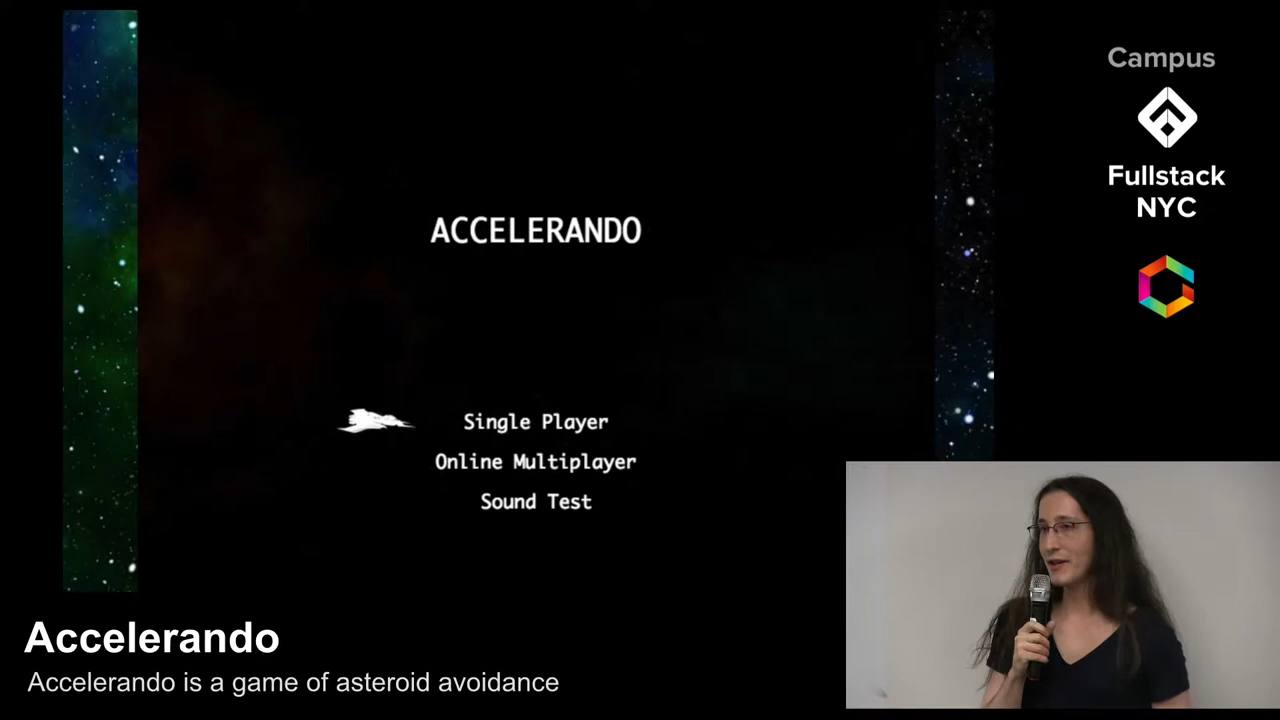 ACCELERANDO
Single Player
Online Multiplayer
Sound Test
Campus
Fullstack
NYC
Accelerando
Accelerando is a game of asteroid avoidance